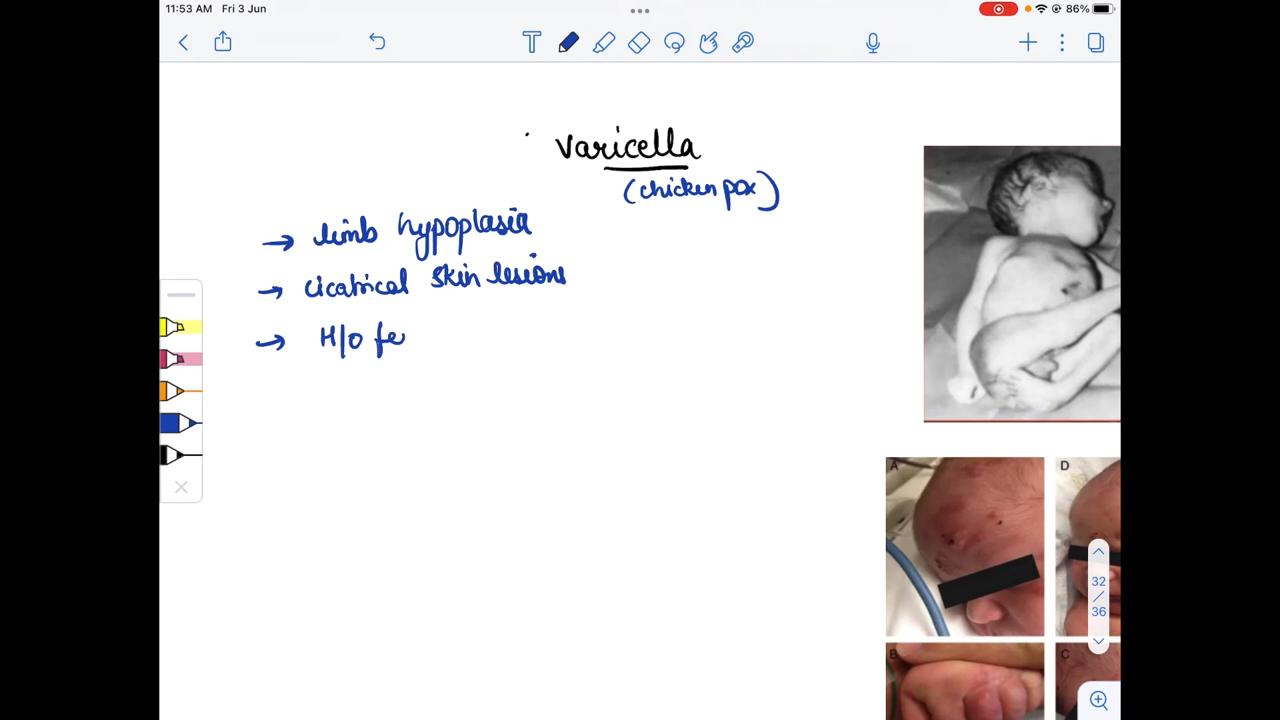 11:53 AM Fri 3 Jun
86%
T
Varicella
(chicken pox)
→ limb hypoplasia
→ cicatrical skin lesions
→ H/O fe
A
D
B
C
32
/
36